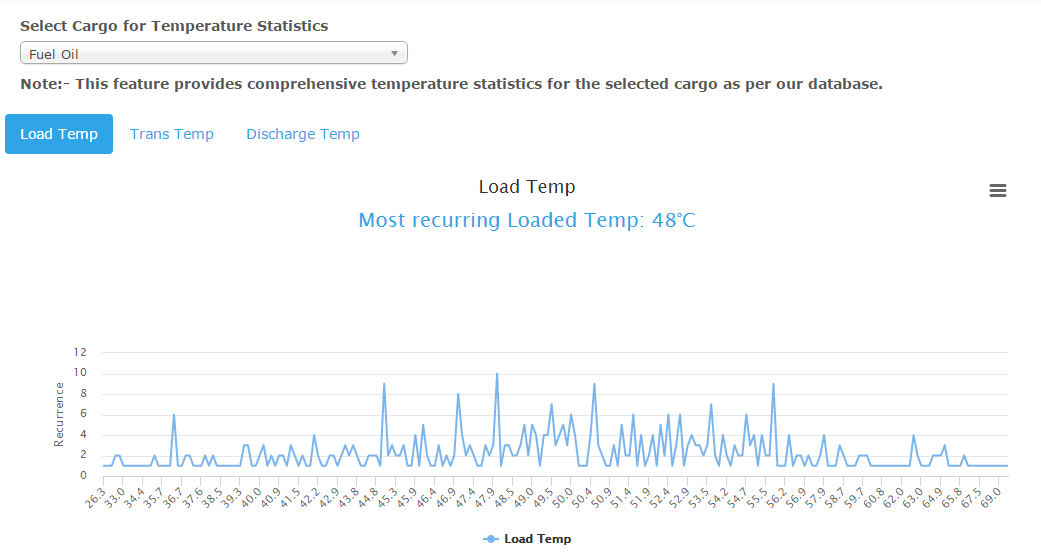 Select Cargo for Temperature Statistics
Fuel Oil
Note:- This feature provides comprehensive temperature statistics for the selected cargo as per our database.
Load Temp Trans Temp Discharge Temp
Load Temp
Most recurring Loaded Temp: 48°C
Recurrence
12
10
8
6
4
2
0
26.3 33.0 34.4 35.7 36.7 37.6 38.5 39.3 40.0 40.9 41.5 42.2 42.9 43.8 44.8 45.3 45.9 46.4 46.9 47.4 47.9 48.5 49.0 49.5 50.0 50.4 50.9 51.4 51.9 52.4 52.9 53.5 54.2 54.7 55.5 56.2 56.9 57.9 58.7 59.7 60.8 62.0 63.0 64.9 65.8 67.5 69.0
Load Temp